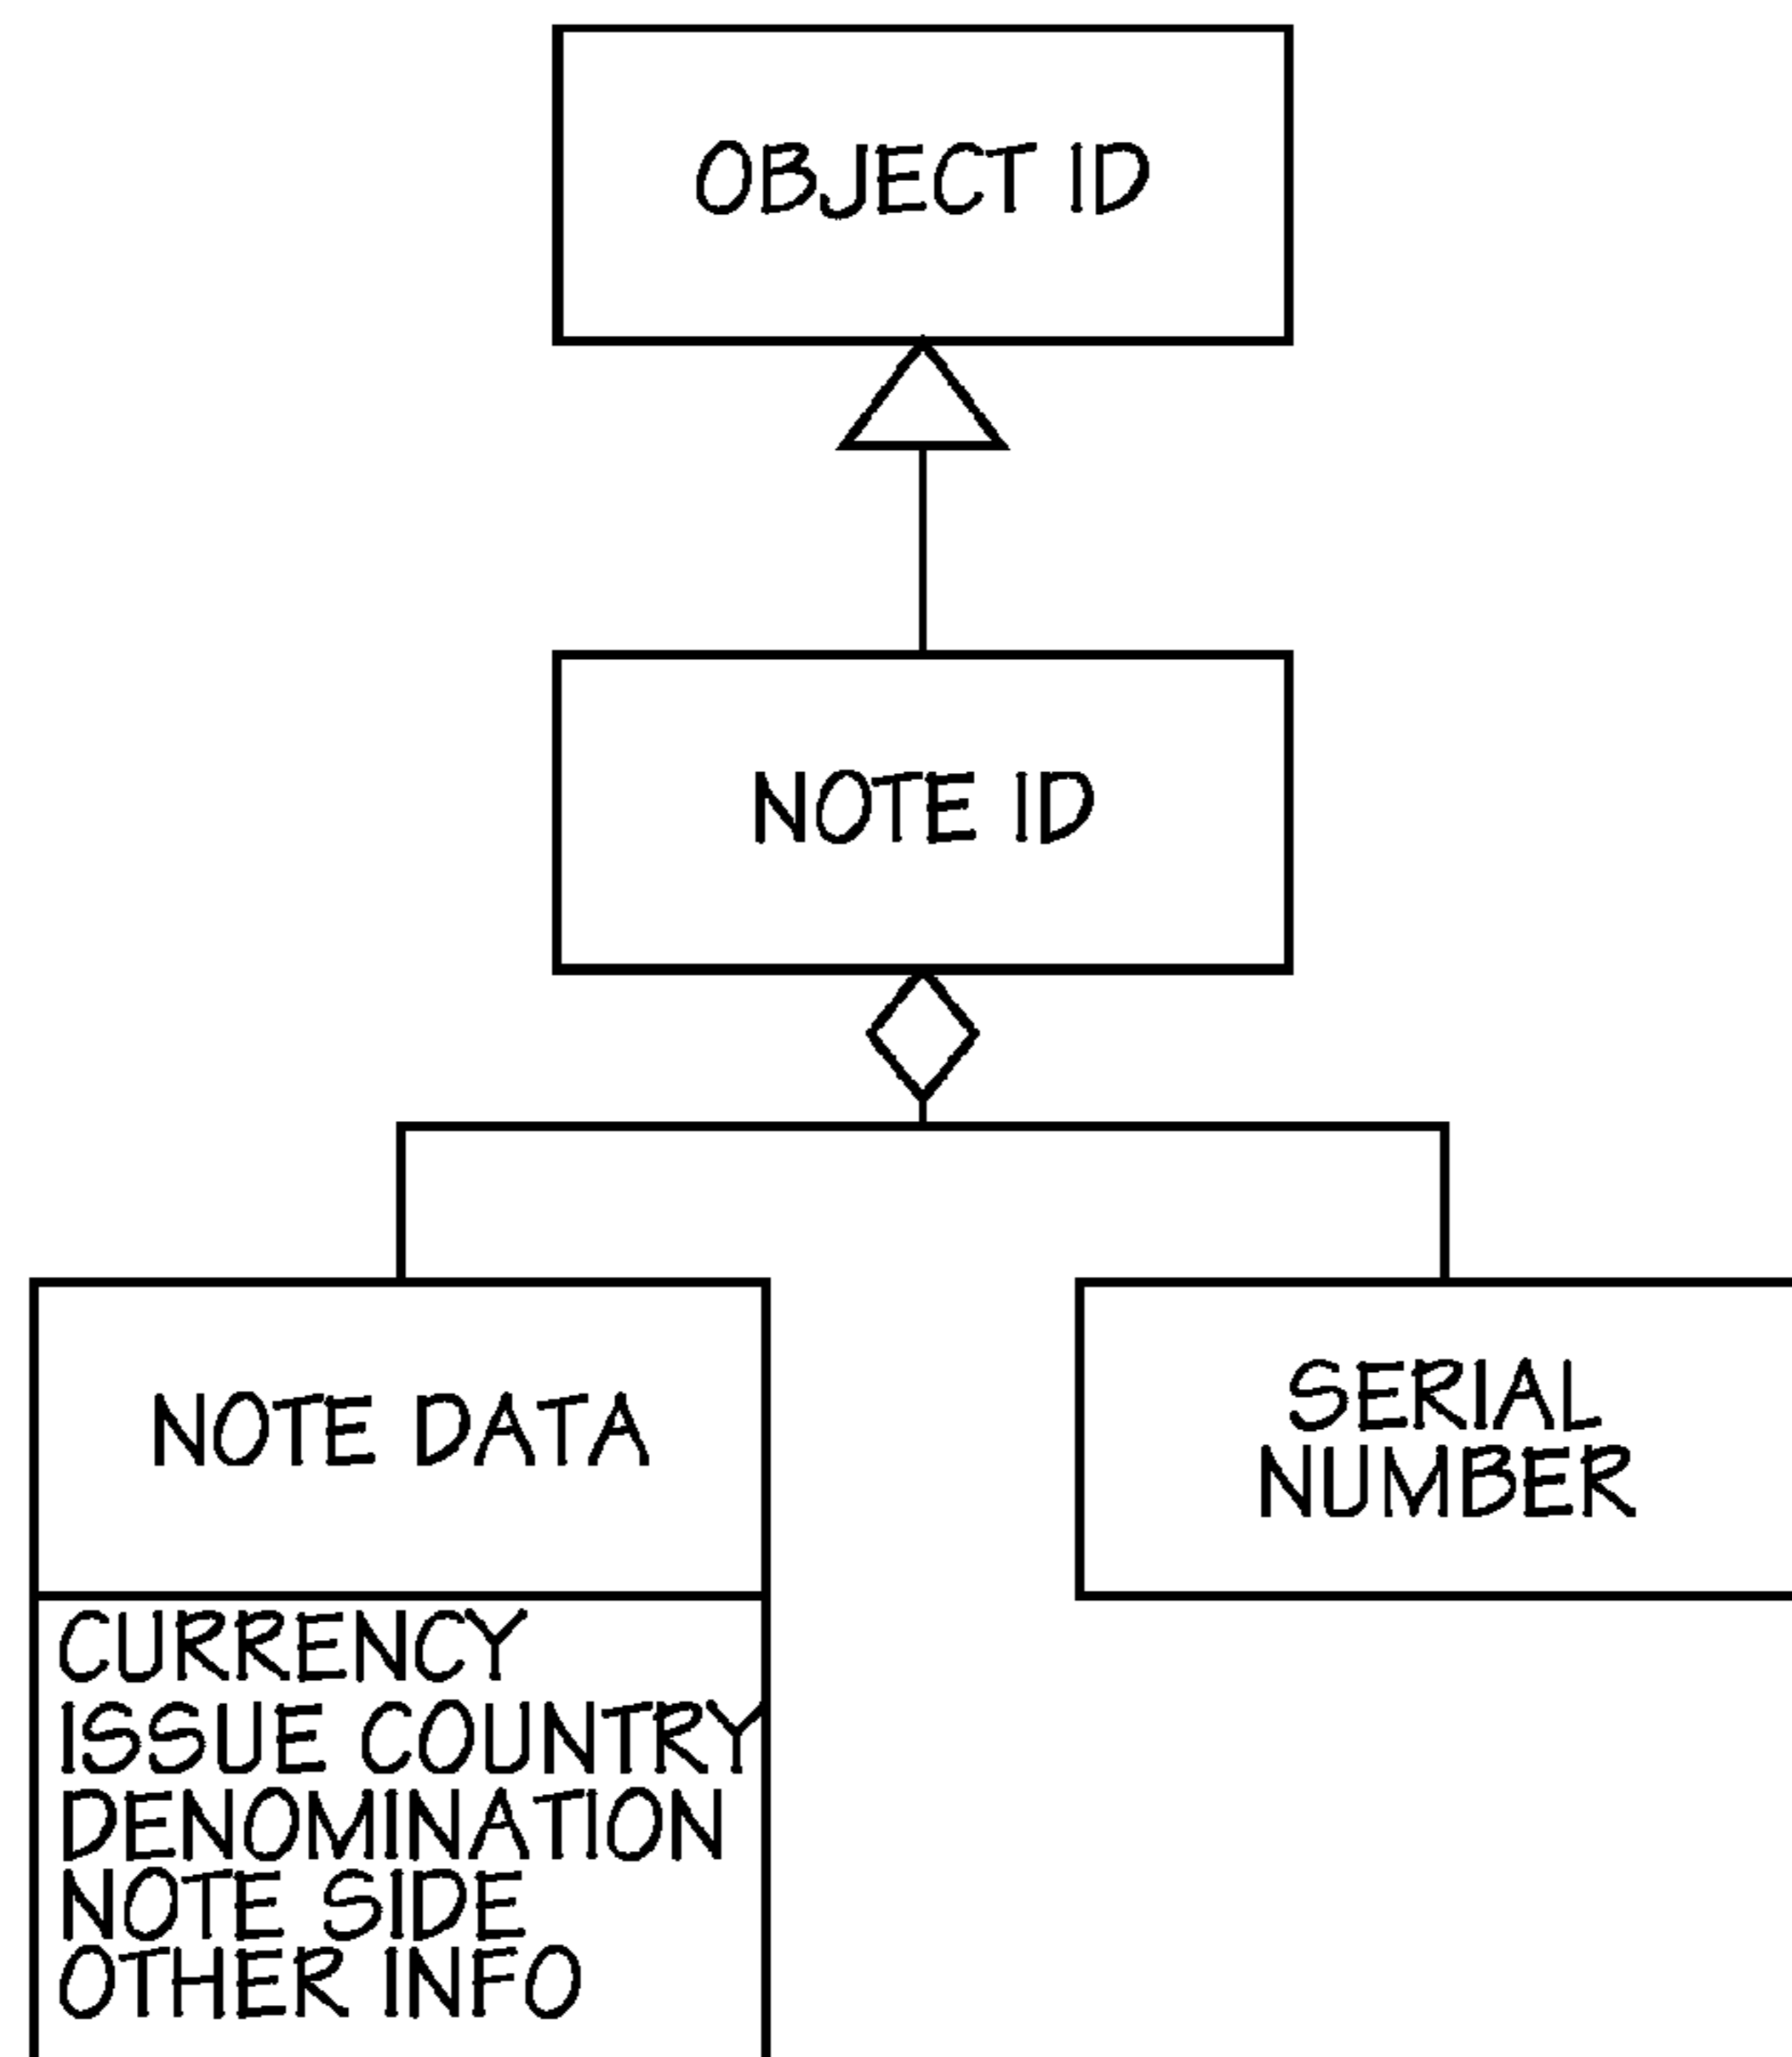 OBJECT ID
NOTE ID
NOTE DATA
SERIAL
NUMBER
CURRENCY
ISSUE COUNTRY
DENOMINATION
NOTE SIDE
OTHER INFO